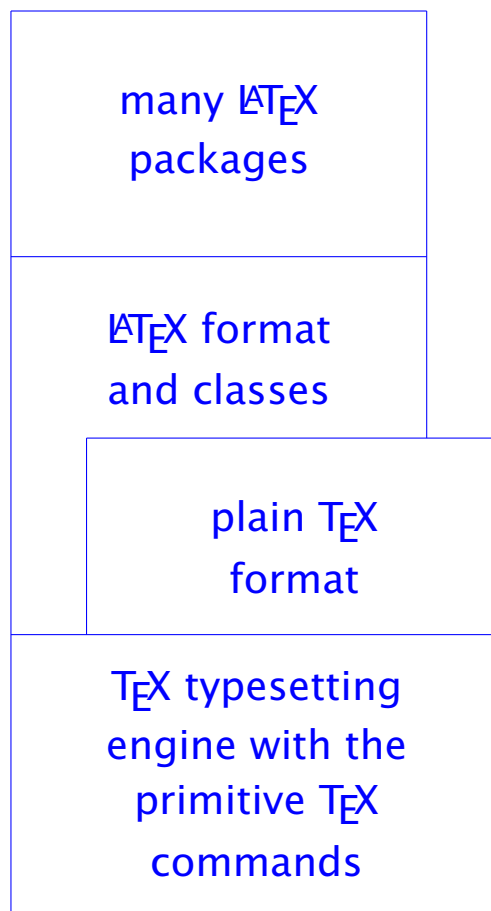 many LATEX
packages
LATEX format
and classes
plain TEX
format
TEX typesetting
engine with the
primitive TEX
commands